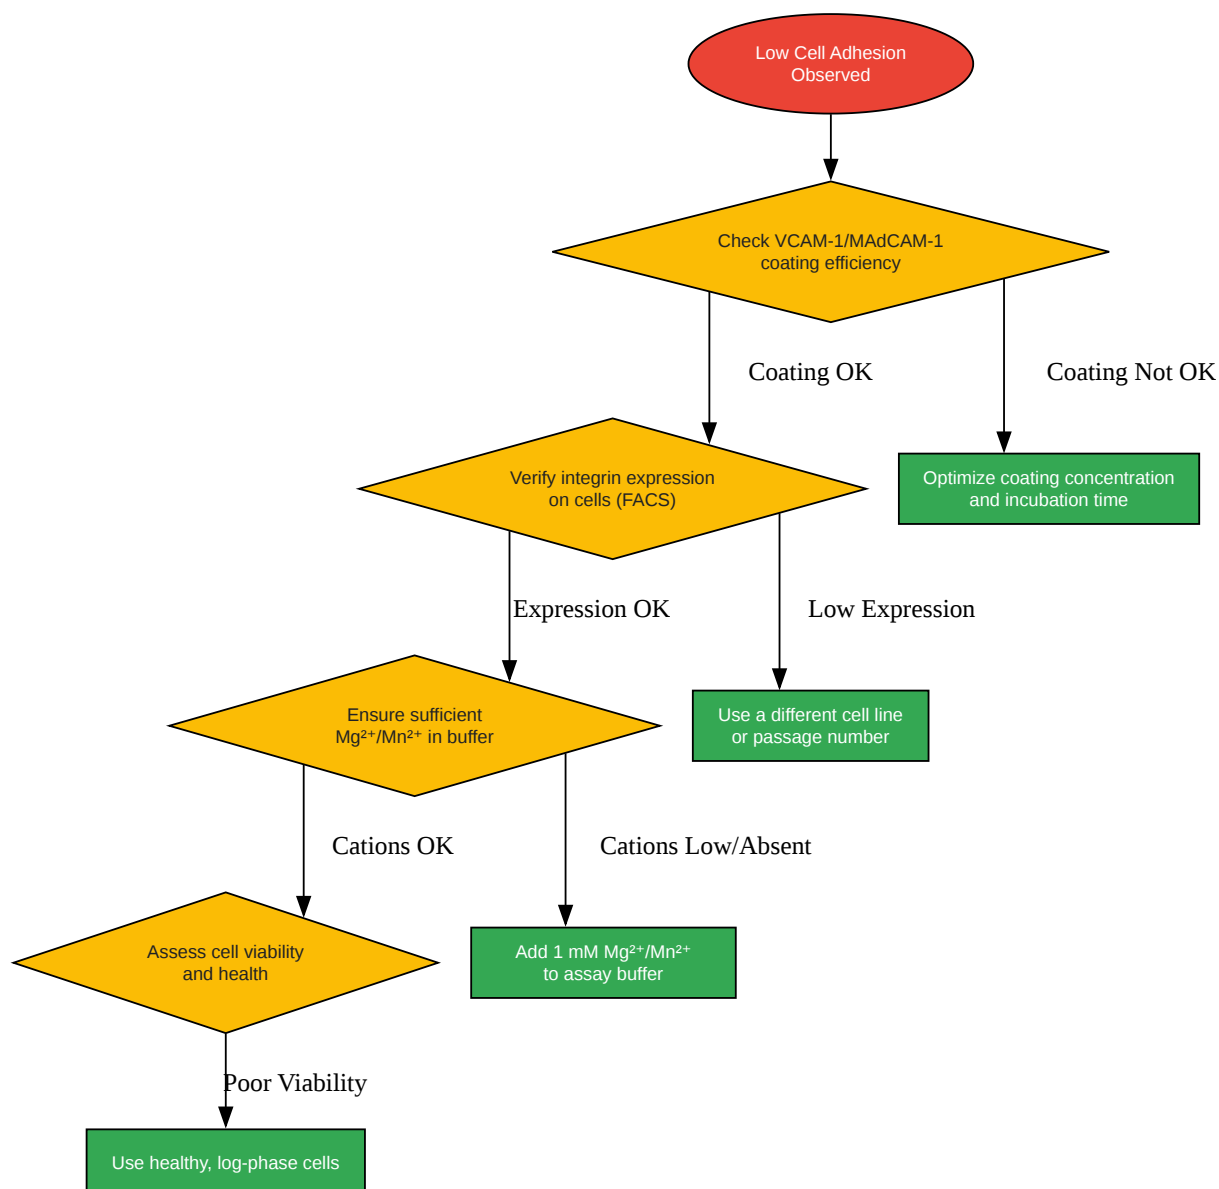 Low Cell Adhesion
Observed
Check VCAM-1/MAdCAM-1
coating efficiency
Coating OK
Coating Not OK
Verify integrin expression
on cells (FACS)
Optimize coating concentration
and incubation time
Expression OK
Low Expression
Ensure sufficient
Mg²⁺/Mn²⁺ in buffer
Use a different cell line
or passage number
Cations OK
Cations Low/Absent
Assess cell viability
and health
Add 1 mM Mg²⁺/Mn²⁺
to assay buffer
Poor Viability
Use healthy, log-phase cells